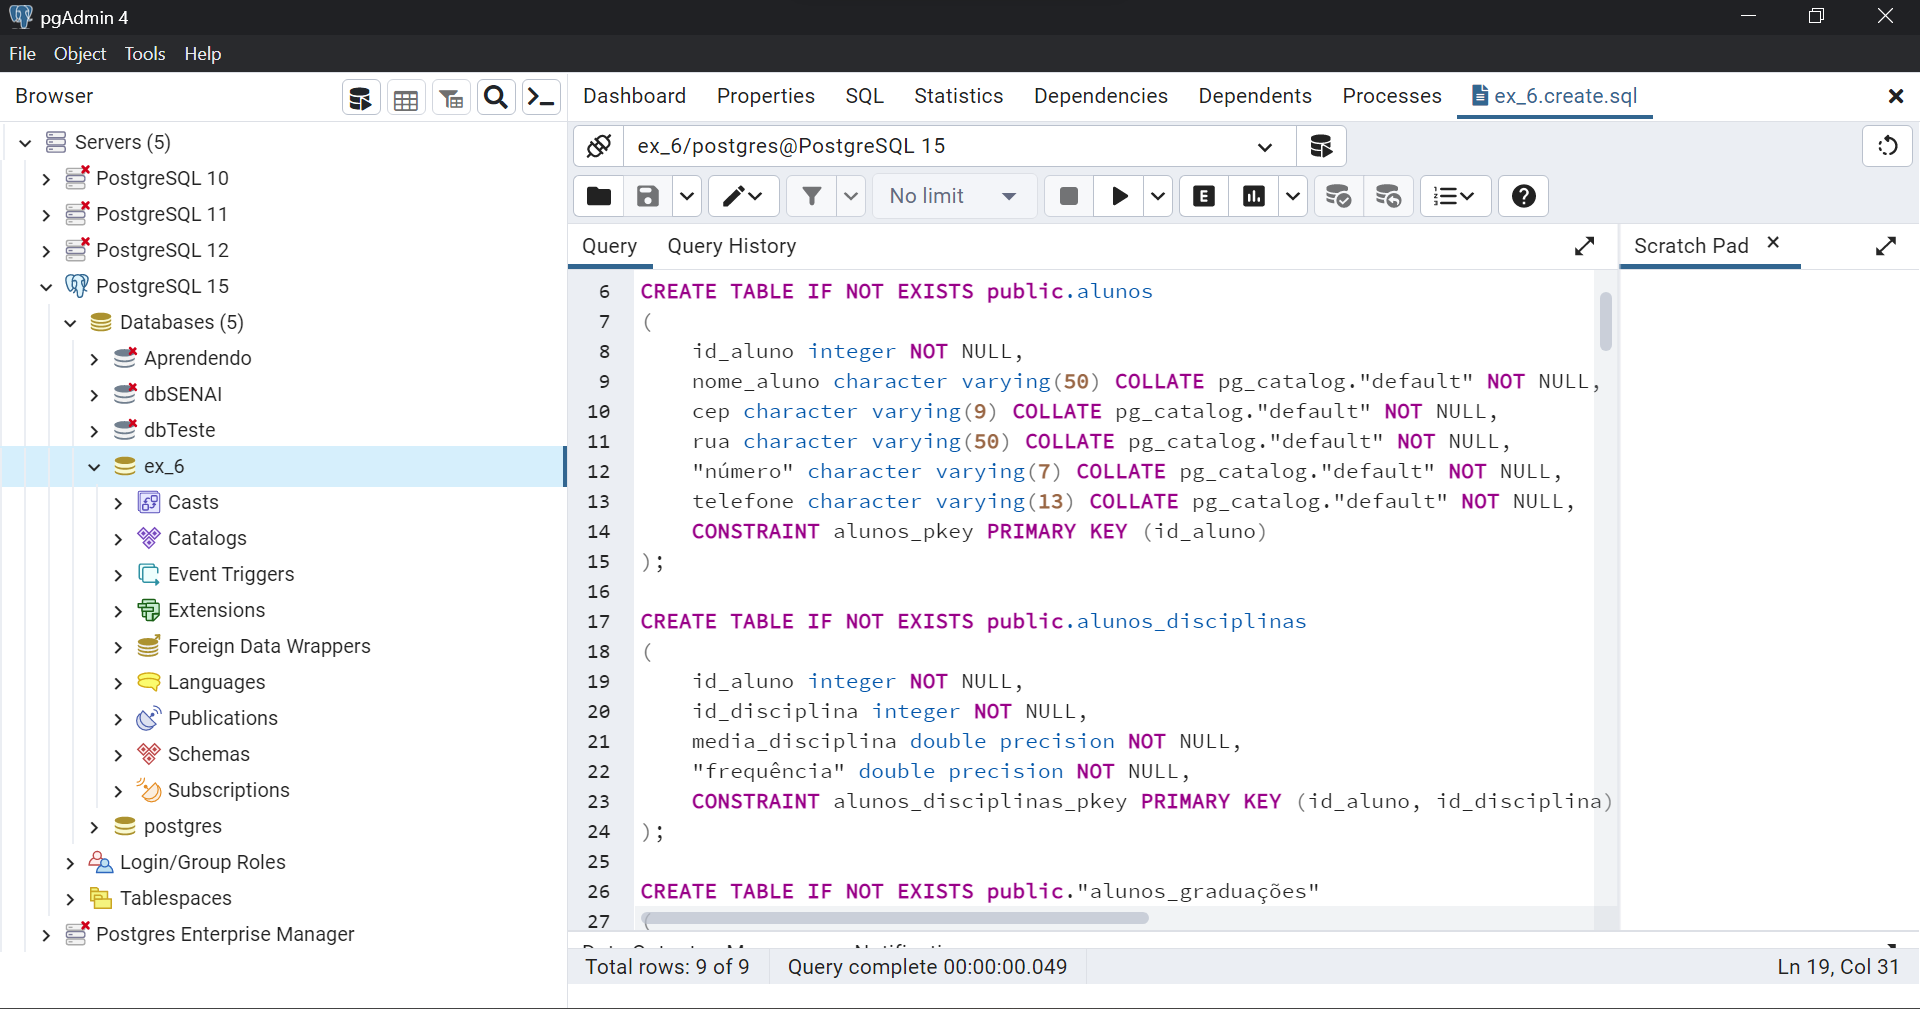 pgAdmin 4
File Object Tools Help
Browser
Dashboard Properties SQL Statistics Dependencies Dependents Processes ex_6.create.sql
Servers (5)
PostgreSQL 10
PostgreSQL 11
PostgreSQL 12
PostgreSQL 15
Databases (5)
Aprendendo
dbSENAI
dbTeste
ex_6
Casts
Catalogs
Event Triggers
Extensions
Foreign Data Wrappers
Languages
Publications
Schemas
Subscriptions
postgres
Login/Group Roles
Tablespaces
Postgres Enterprise Manager
ex_6/postgres@PostgreSQL 15
No limit
E
Query Query History
Scratch Pad
6 CREATE TABLE IF NOT EXISTS public.alunos
7 (
8 id_aluno integer NOT NULL,
9 nome_aluno character varying(50) COLLATE pg_catalog."default" NOT NULL,
10 cep character varying(9) COLLATE pg_catalog."default" NOT NULL,
11 rua character varying(50) COLLATE pg_catalog."default" NOT NULL,
12 "número" character varying(7) COLLATE pg_catalog."default" NOT NULL,
13 telefone character varying(13) COLLATE pg_catalog."default" NOT NULL,
14 CONSTRAINT alunos_pkey PRIMARY KEY (id_aluno)
15 );
16
17 CREATE TABLE IF NOT EXISTS public.alunos_disciplinas
18 (
19 id_aluno integer NOT NULL,
20 id_disciplina integer NOT NULL,
21 media_disciplina double precision NOT NULL,
22 "frequência" double precision NOT NULL,
23 CONSTRAINT alunos_disciplinas_pkey PRIMARY KEY (id_aluno, id_disciplina)
24 );
25
26 CREATE TABLE IF NOT EXISTS public."alunos_graduações"
27 (
Total rows: 9 of 9 Query complete 00:00:00.049
Ln 19, Col 31